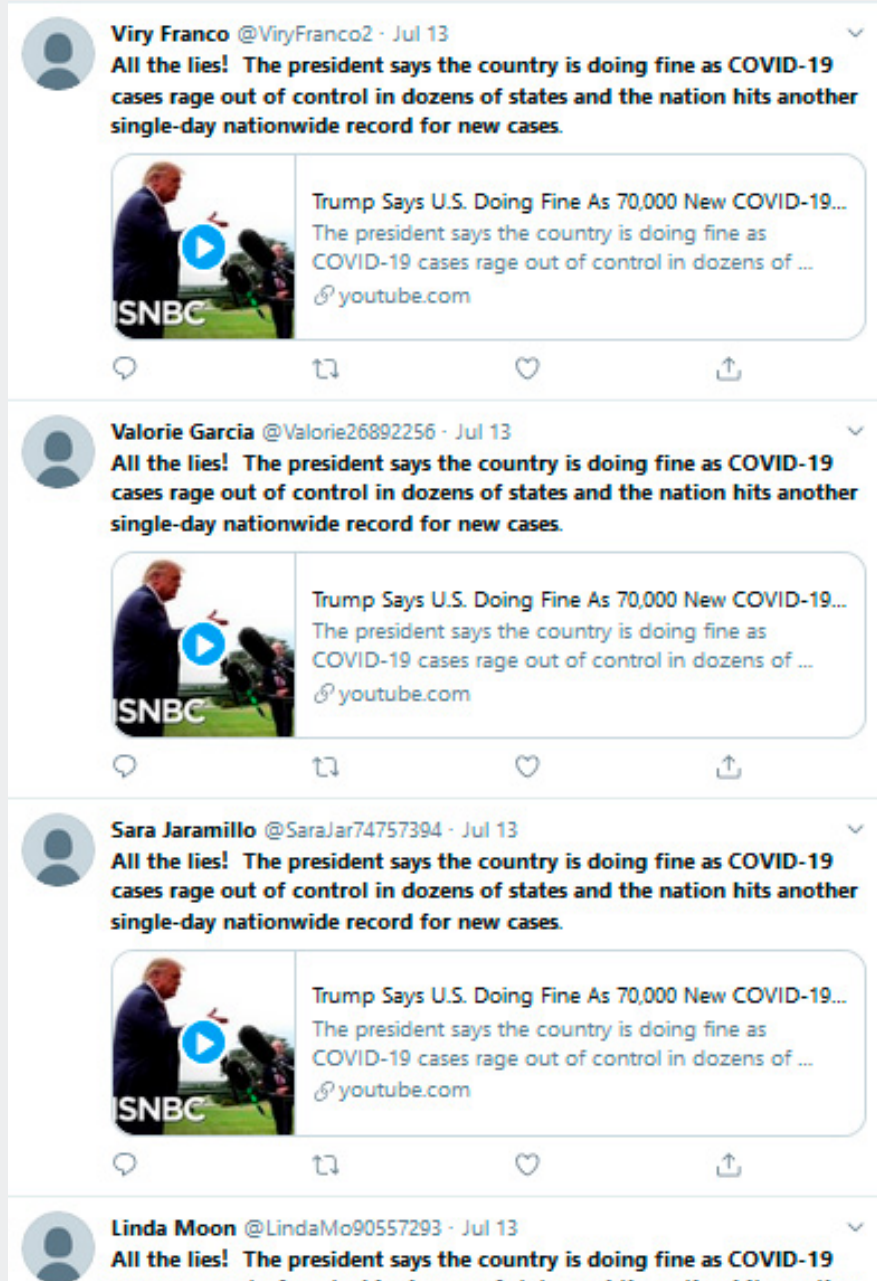 Viry Franco @ViryFranco2 · Jul 13
All the lies!  The president says the country is doing fine as COVID-19
cases rage out of control in dozens of states and the nation hits another
single-day nationwide record for new cases.
Trump Says U.S. Doing Fine As 70,000 New COVID-19...
The president says the country is doing fine as
COVID-19 cases rage out of control in dozens of ...
youtube.com
ISNBC
Valorie Garcia @Valorie26892256 · Jul 13
All the lies!  The president says the country is doing fine as COVID-19
cases rage out of control in dozens of states and the nation hits another
single-day nationwide record for new cases.
Trump Says U.S. Doing Fine As 70,000 New COVID-19...
The president says the country is doing fine as
COVID-19 cases rage out of control in dozens of ...
youtube.com
ISNBC
Sara Jaramillo @SaraJar74757394 · Jul 13
All the lies!  The president says the country is doing fine as COVID-19
cases rage out of control in dozens of states and the nation hits another
single-day nationwide record for new cases.
Trump Says U.S. Doing Fine As 70,000 New COVID-19...
The president says the country is doing fine as
COVID-19 cases rage out of control in dozens of ...
youtube.com
ISNBC
Linda Moon @LindaMo90557293 · Jul 13
All the lies!  The president says the country is doing fine as COVID-19